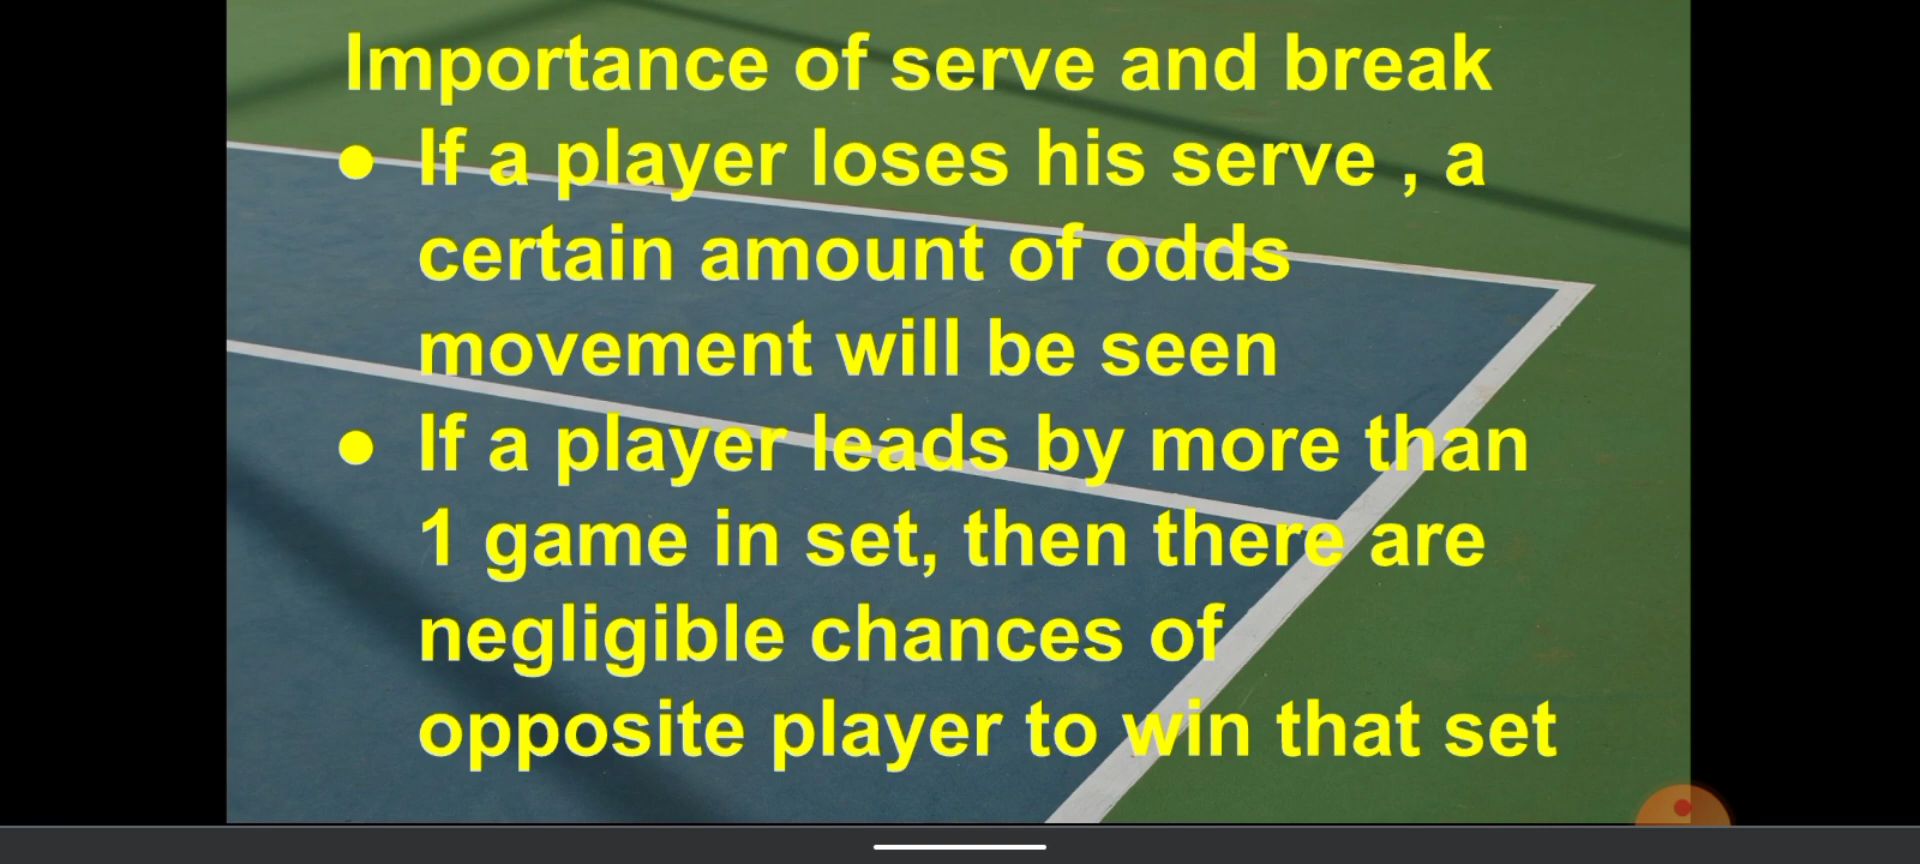 Importance of serve and break
● If a player loses his serve , a
certain amount of odds
movement will be seen
● If a player leads by more than
1 game in set, then there are
negligible chances of
opposite player to win that set